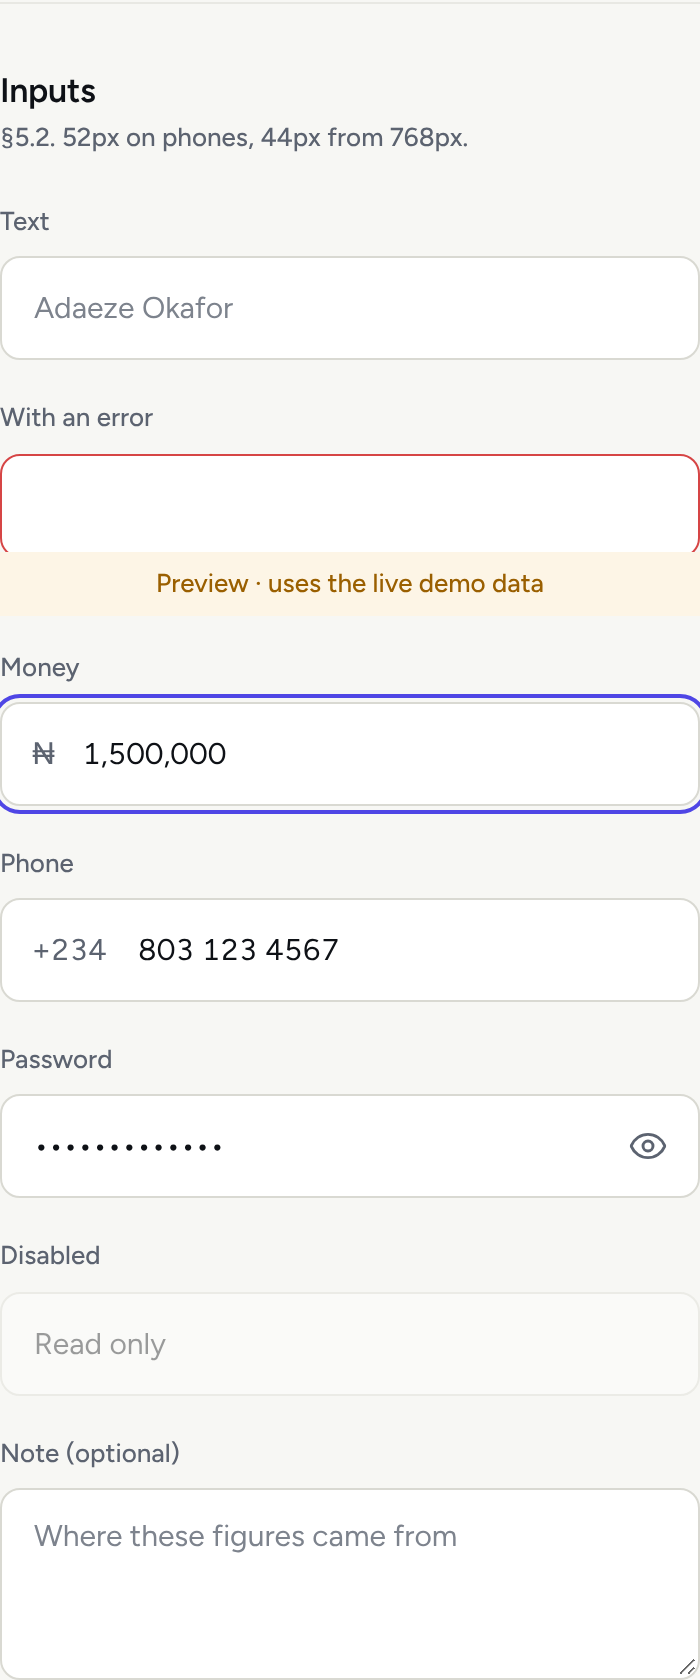 Inputs
§5.2. 52px on phones, 44px from 768px.
Text
Adaeze Okafor
With an error
Preview · uses the live demo data
Money
₦ 1,500,000
Phone
+234 803 123 4567
Password
•••••••••••••
Disabled
Read only
Note (optional)
Where these figures came from